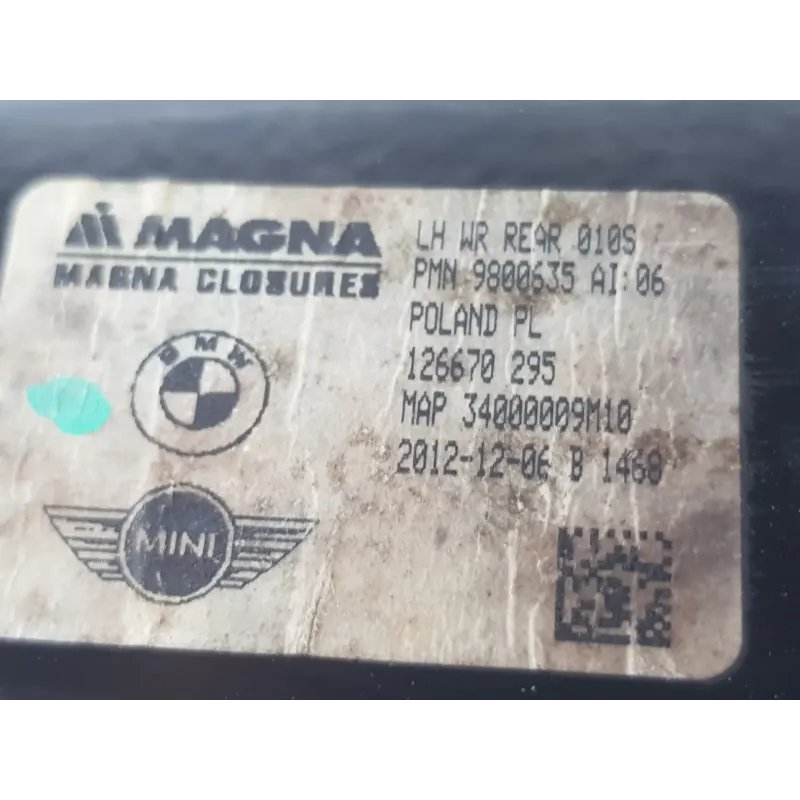 MAGNA
MAGNA CLOSURES
LH WR REAR 010S
PMN 9800635 AI:06
POLAND PL
126670 295
MAP 34000009M10
2012-12-06 B 1468
BMW
MINI